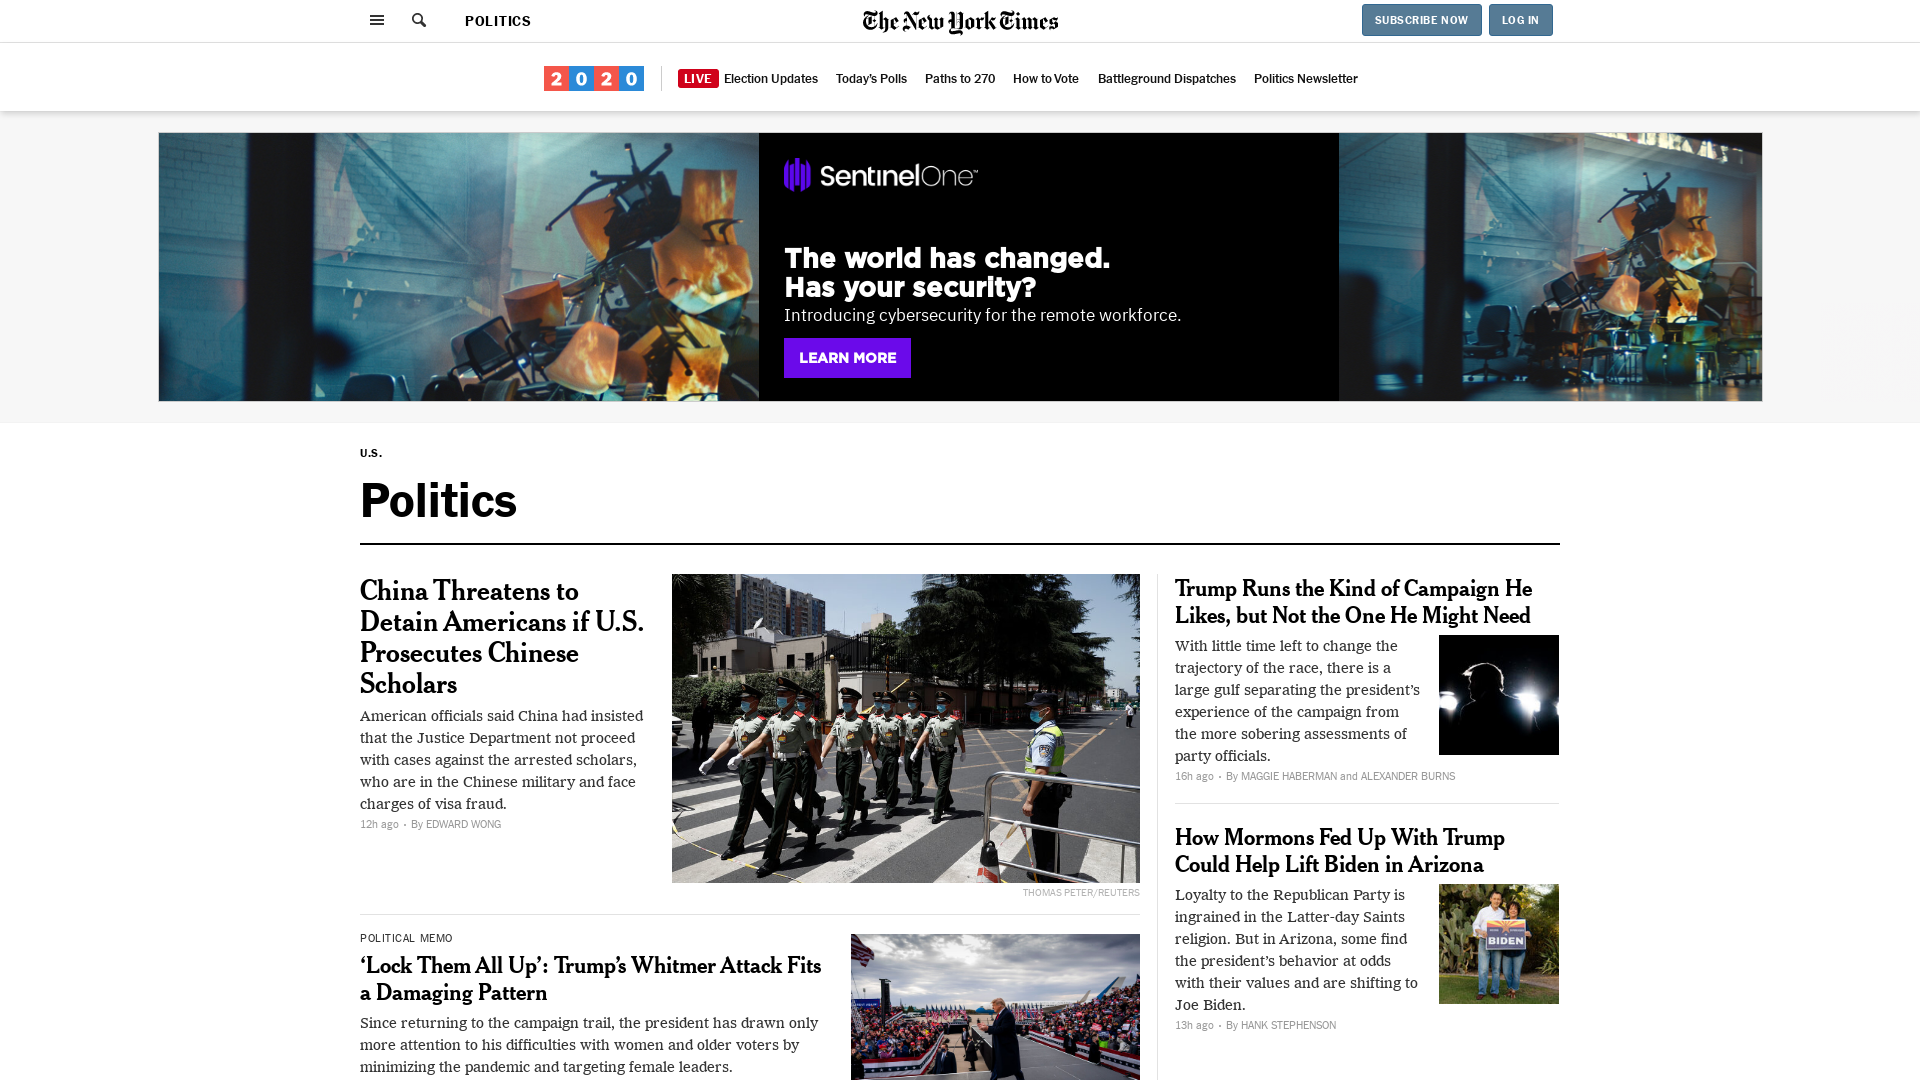 POLITICS
The New York Times
SUBSCRIBE NOW
LOG IN
2020
LIVE Election Updates
Today’s Polls
Paths to 270
How to Vote
Battleground Dispatches
Politics Newsletter
SentinelOne™
The world has changed.
Has your security?
Introducing cybersecurity for the remote workforce.
LEARN MORE
U.S.
Politics
China Threatens to
Detain Americans if U.S.
Prosecutes Chinese
Scholars
American officials said China had insisted
that the Justice Department not proceed
with cases against the arrested scholars,
who are in the Chinese military and face
charges of visa fraud.
12h ago • By EDWARD WONG
THOMAS PETER/REUTERS
POLITICAL MEMO
‘Lock Them All Up’: Trump’s Whitmer Attack Fits
a Damaging Pattern
Since returning to the campaign trail, the president has drawn only
more attention to his difficulties with women and older voters by
minimizing the pandemic and targeting female leaders.
Trump Runs the Kind of Campaign He
Likes, but Not the One He Might Need
With little time left to change the
trajectory of the race, there is a
large gulf separating the president’s
experience of the campaign from
the more sobering assessments of
party officials.
16h ago • By MAGGIE HABERMAN and ALEXANDER BURNS
How Mormons Fed Up With Trump
Could Help Lift Biden in Arizona
Loyalty to the Republican Party is
ingrained in the Latter-day Saints
religion. But in Arizona, some find
the president’s behavior at odds
with their values and are shifting to
Joe Biden.
BIDEN
13h ago • By HANK STEPHENSON